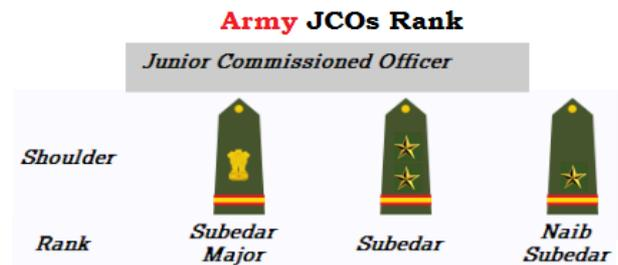 Army JCOs Rank
Junior Commissioned Officer
Shoulder
Rank
Subedar
Major
Subedar
Naib
Subedar